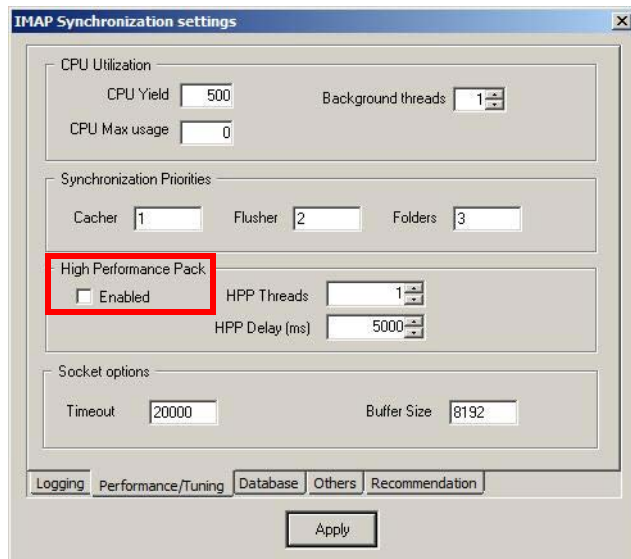 IMAP Synchronization settings
CPU Utilization
CPU Yield 500 Background threads 1
CPU Max usage 0
Synchronization Priorities
Cacher 1 Flusher 2 Folders 3
High Performance Pack
Enabled HPP Threads 1
HPP Delay (ms) 5000
Socket options
Timeout 20000 Buffer Size 8192
Logging Performance/Tuning Database Others Recommendation
Apply